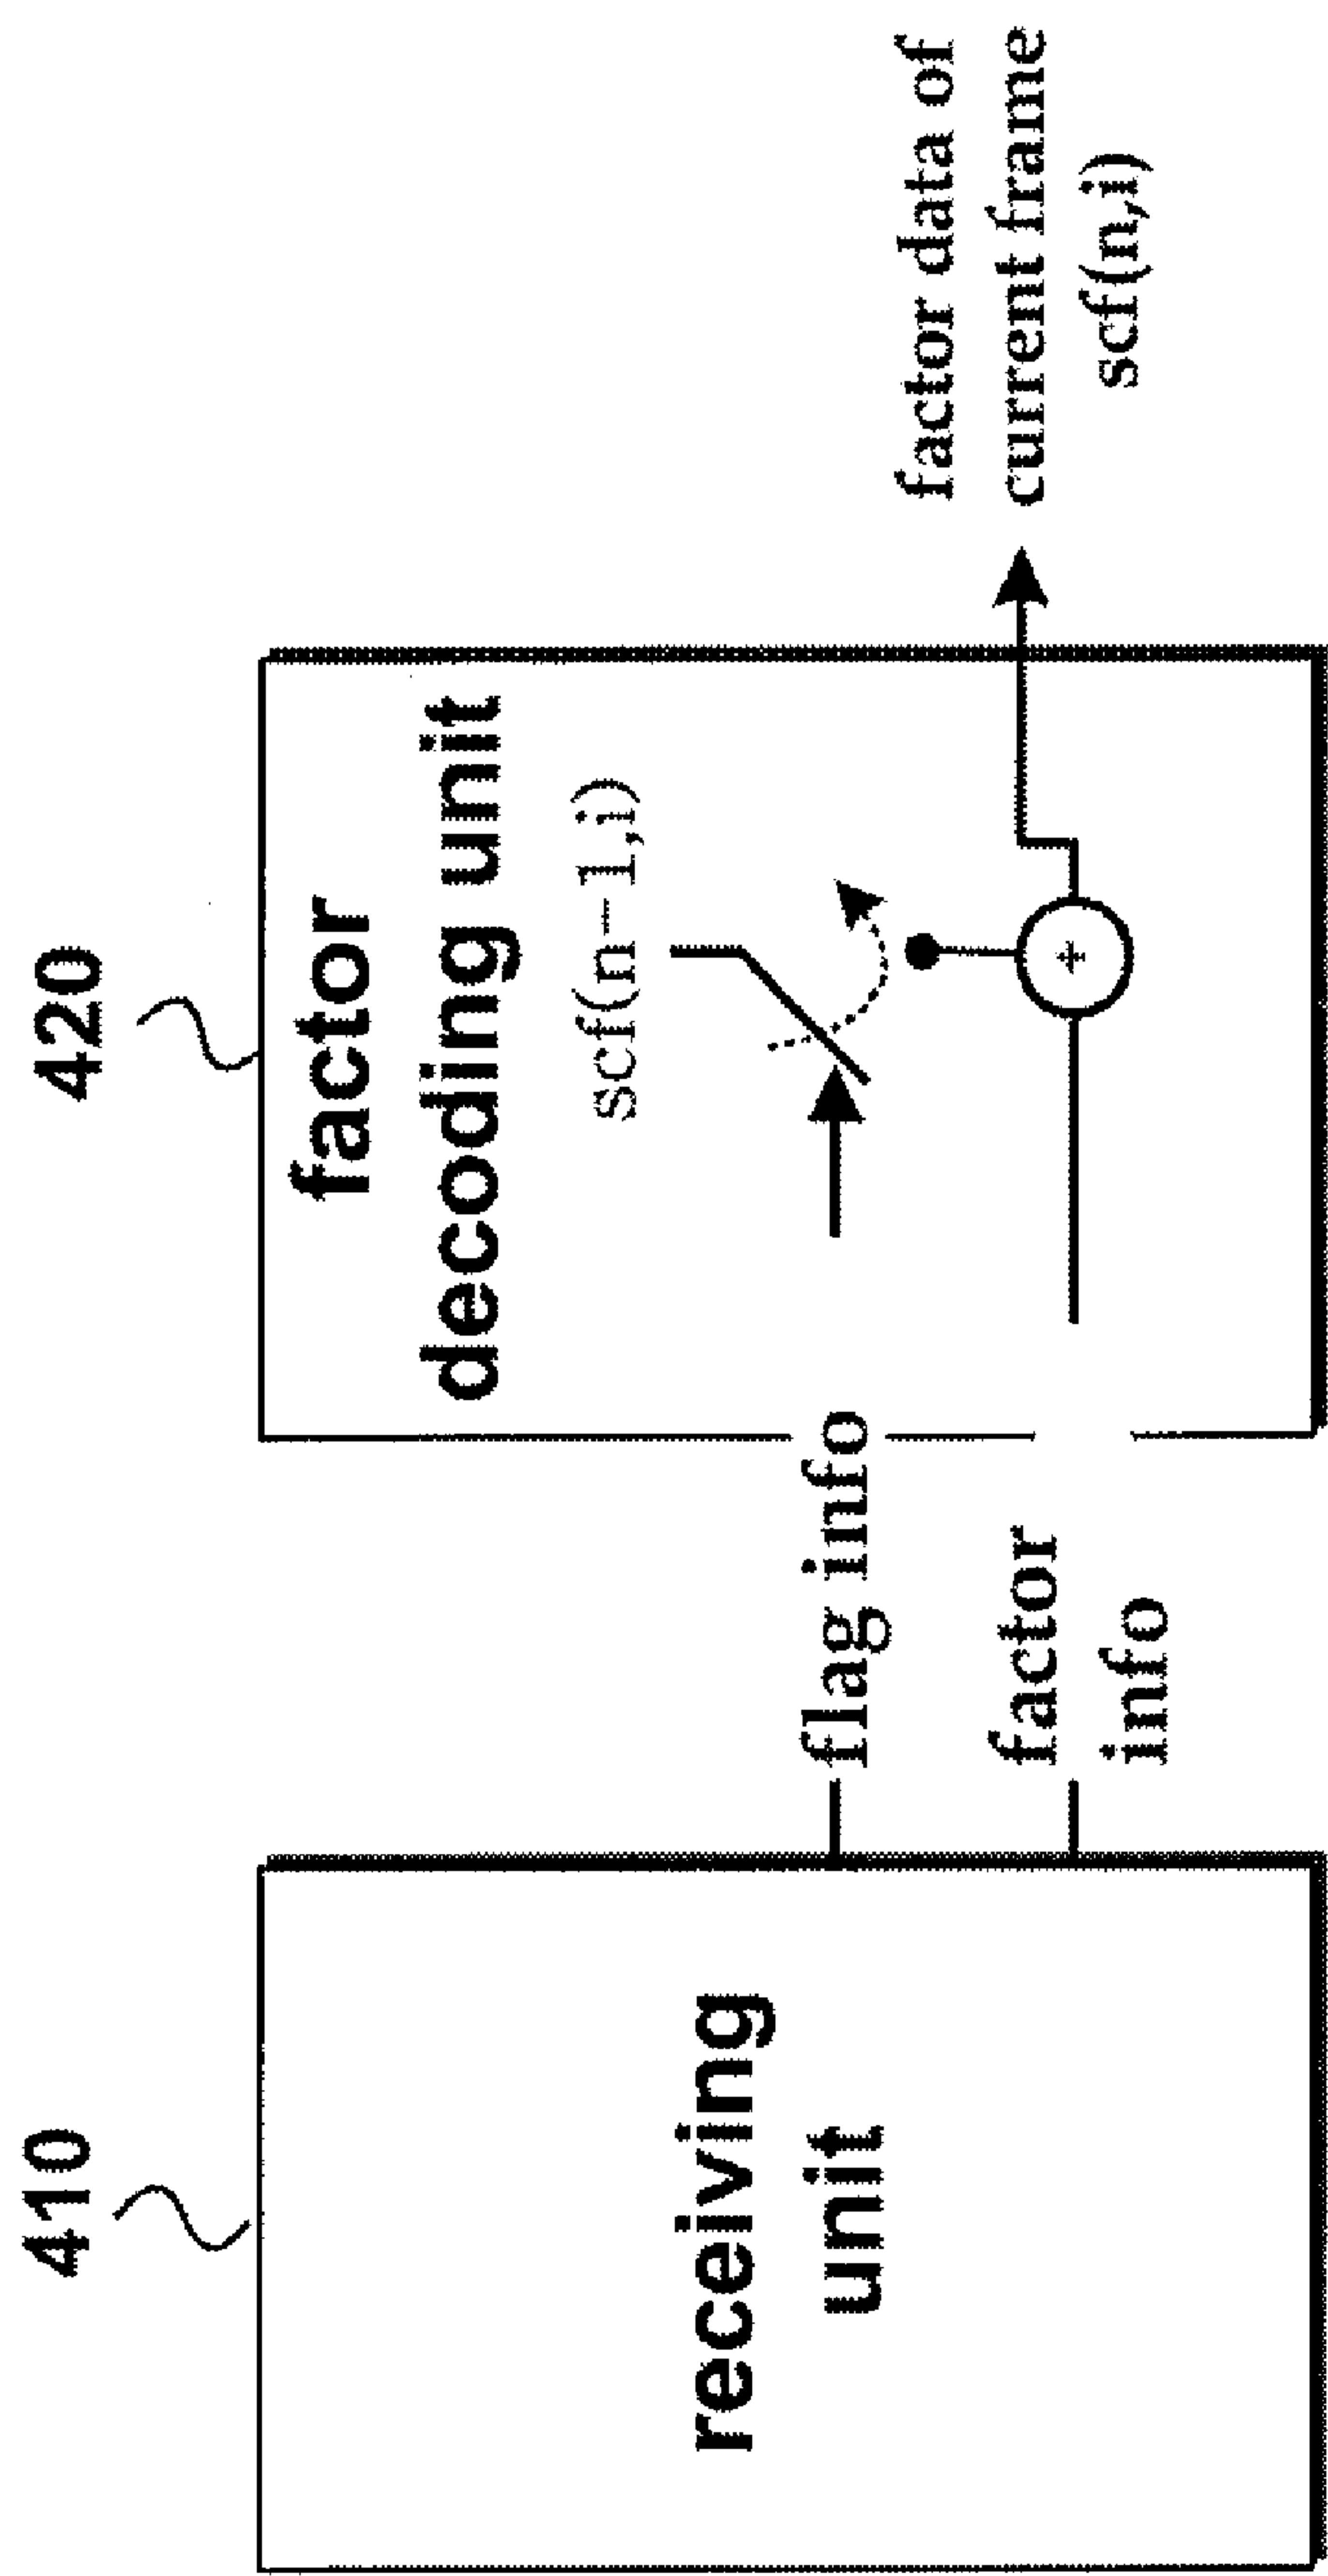 410
receiving
unit
flag info
factor
info
420
factor
decoding unit
scf(n-1,i)
+
factor data of
current frame
scf(n,i)